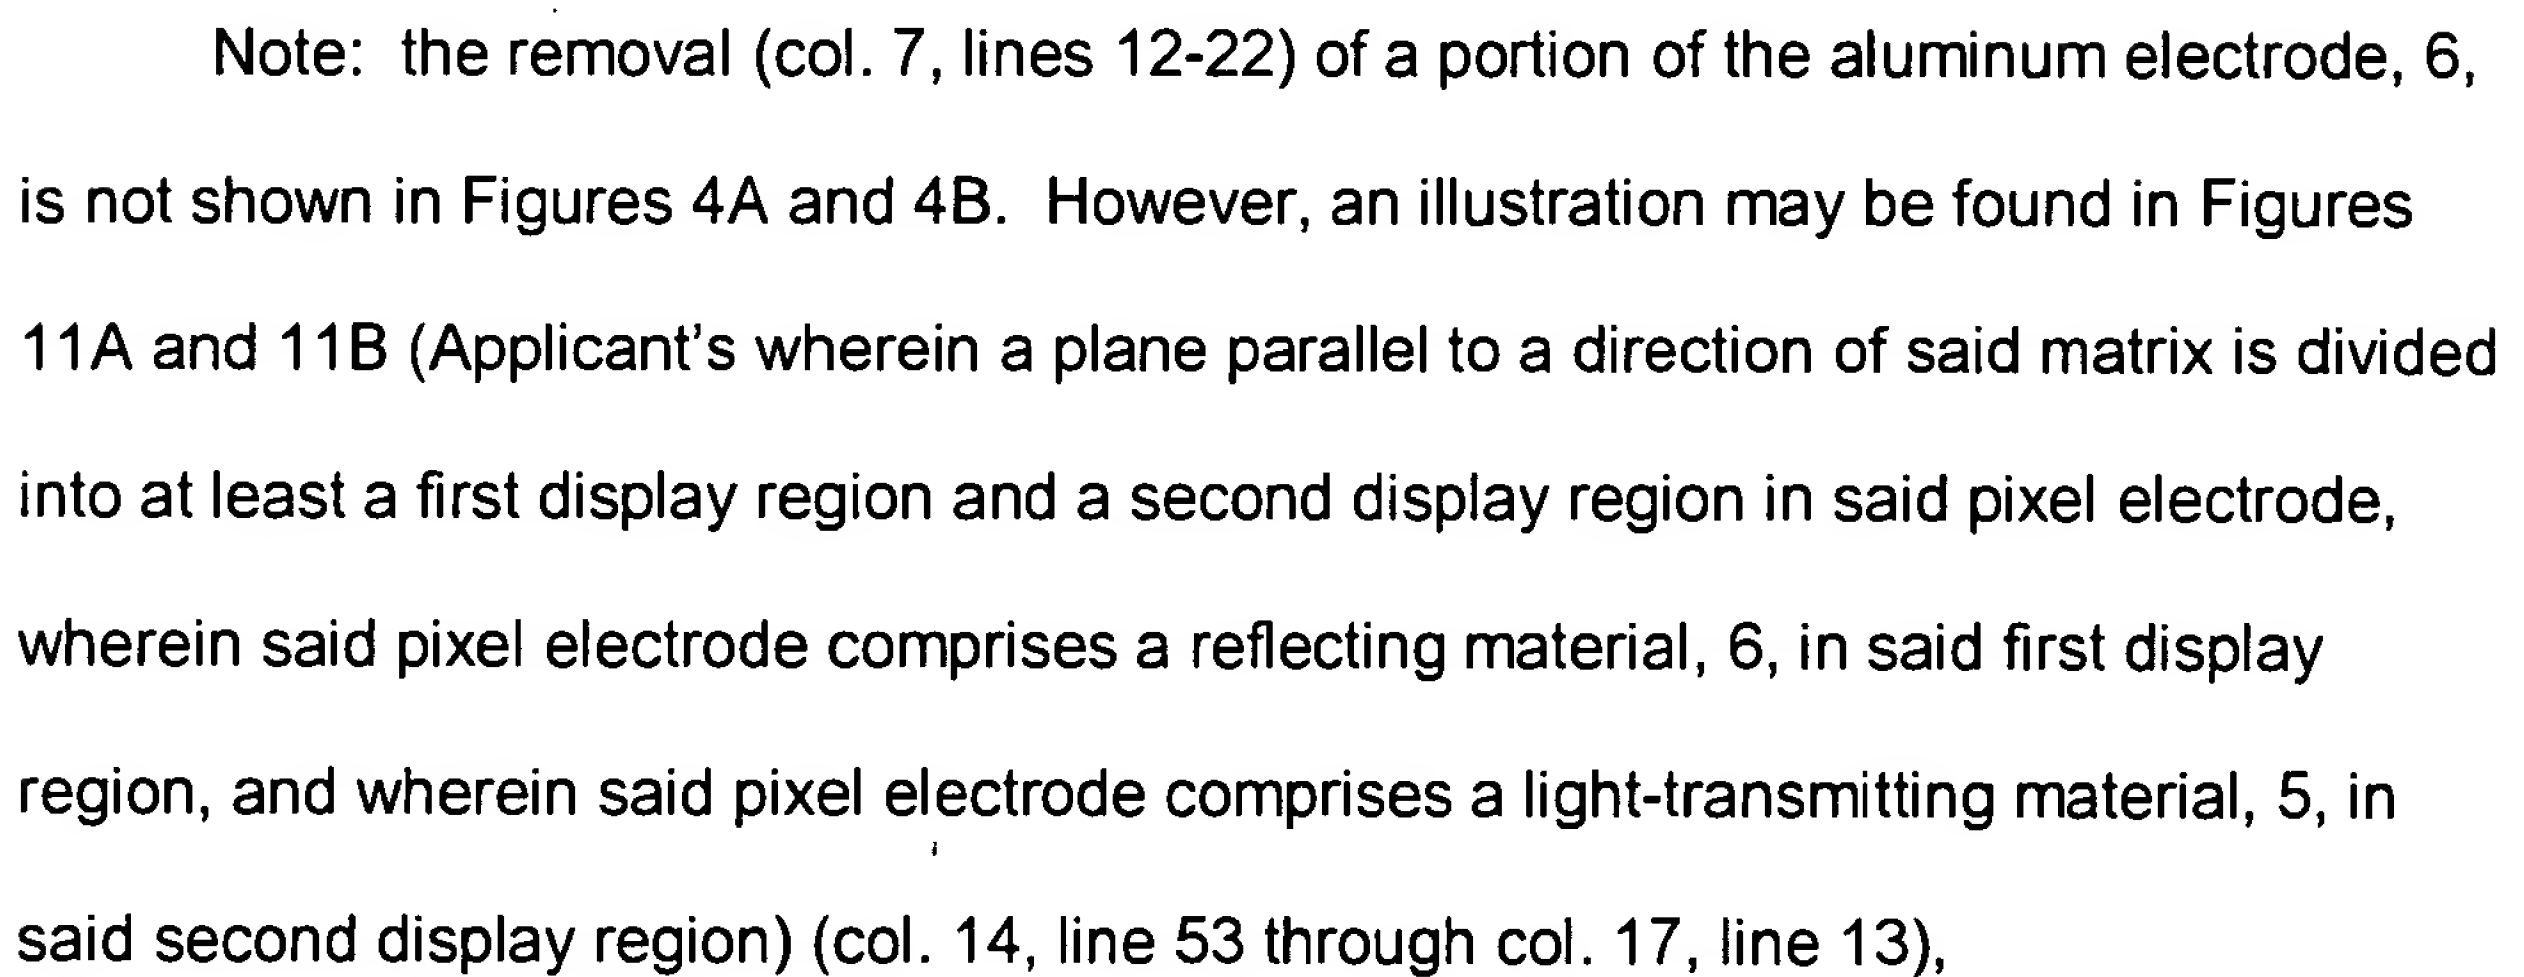 Note: the removal (col. 7, lines 12-22) of a portion of the aluminum electrode, 6,
is not shown in Figures 4A and 4B. However, an illustration may be found in Figures
11A and 11B (Applicant's wherein a plane parallel to a direction of said matrix is divided
into at least a first display region and a second display region in said pixel electrode,
wherein said pixel electrode comprises a reflecting material, 6, in said first display
region, and wherein said pixel electrode comprises a light-transmitting material, 5, in
said second display region) (col. 14, line 53 through col. 17, line 13),